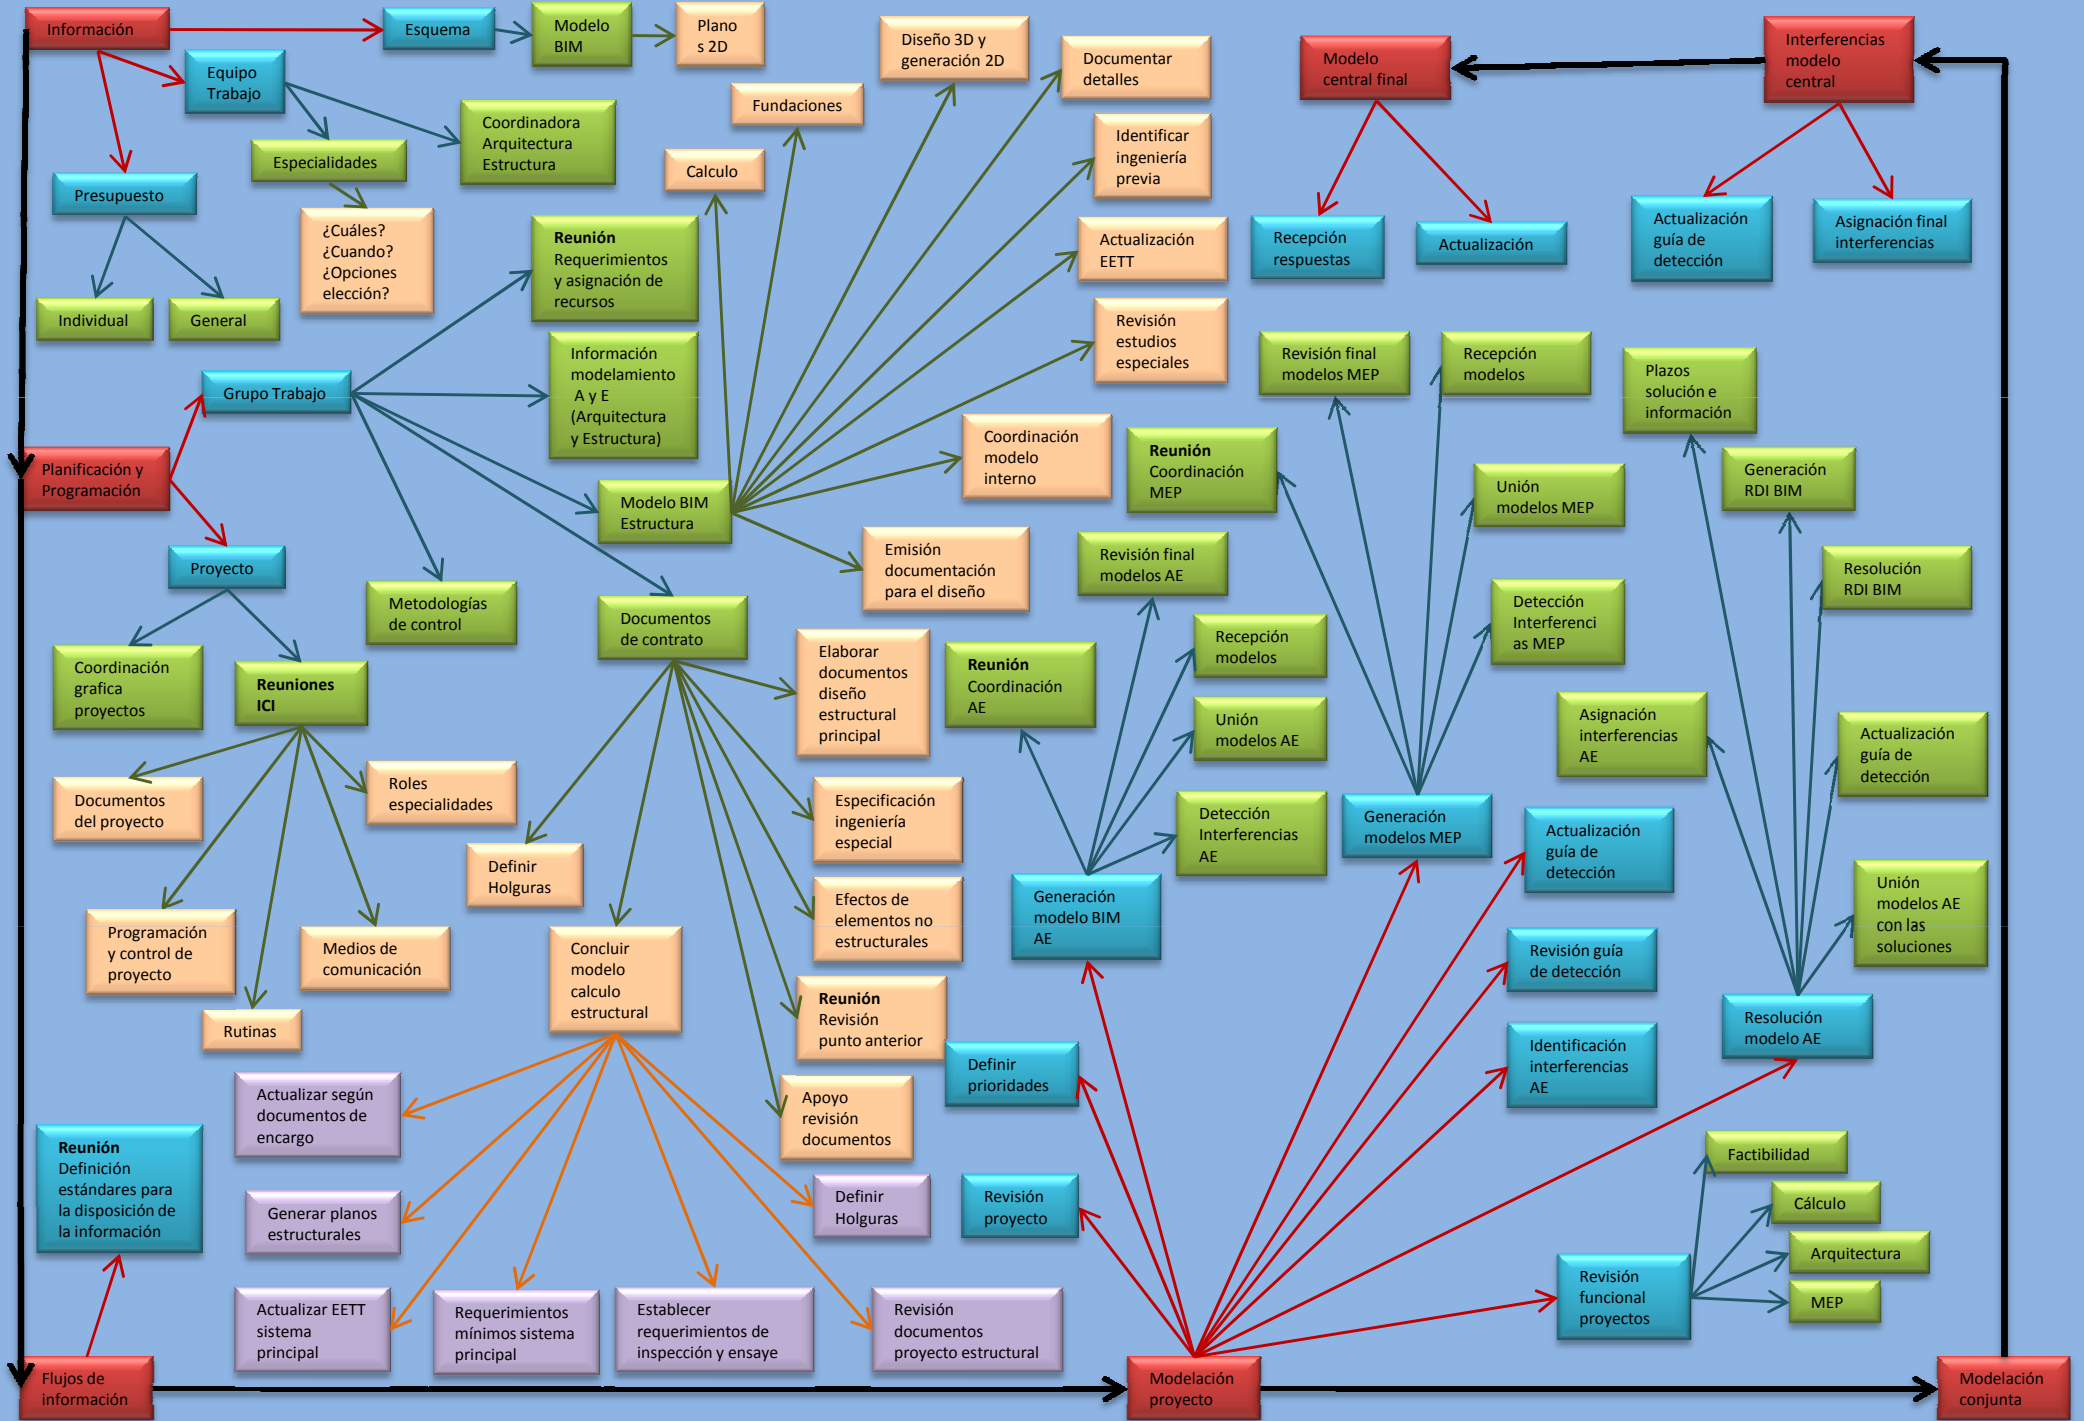 Información
Esquema
Modelo
BIM
Plano
s 2D
Equipo
Trabajo
Especialidades
Coordinadora
Arquitectura
Estructura
Presupuesto
¿Cuáles?
¿Cuando?
¿Opciones
elección?
Individual
General
Calculo
Fundaciones
Diseño 3D y
generación 2D
Documentar
detalles
Identificar
ingeniería
previa
Actualización
EETT
Revisión
estudios
especiales
Modelo
central final
Interferencias
modelo
central
Recepción
respuestas
Actualización
Actualización
guía de
detección
Asignación final
interferencias
Reunión
Requerimientos
y asignación de
recursos
Información
modelamiento
A y E
(Arquitectura
y Estructura)
Grupo Trabajo
Planificación y
Programación
Modelo BIM
Estructura
Coordinación
modelo
interno
Emisión
documentación
para el diseño
Proyecto
Metodologías
de control
Documentos
de contrato
Coordinación
grafica
proyectos
Reuniones
ICI
Documentos
del proyecto
Roles
especialidades
Programación
y control de
proyecto
Medios de
comunicación
Rutinas
Definir
Holguras
Concluir
modelo
calculo
estructural
Elaborar
documentos
diseño
estructural
principal
Especificación
ingeniería
especial
Efectos de
elementos no
estructurales
Reunión
Revisión
punto anterior
Apoyo
revisión
documentos
Revisión final
modelos MEP
Recepción
modelos
Reunión
Coordinación
MEP
Unión
modelos MEP
Detección
Interferenci
as MEP
Revisión final
modelos AE
Recepción
modelos
Reunión
Coordinación
AE
Unión
modelos AE
Detección
Interferencias
AE
Generación
modelo BIM
AE
Generación
modelos MEP
Plazos
solución e
información
Generación
RDI BIM
Resolución
RDI BIM
Asignación
interferencias
AE
Actualización
guía de
detección
Unión
modelos AE
con las
soluciones
Actualización
guía de
detección
Revisión guía
de detección
Identificación
interferencias
AE
Resolución
modelo AE
Definir
prioridades
Revisión
proyecto
Factibilidad
Cálculo
Arquitectura
MEP
Revisión
funcional
proyectos
Reunión
Definición
estándares para
la disposición de
la información
Actualizar según
documentos de
encargo
Generar planos
estructurales
Definir
Holguras
Actualizar EETT
sistema
principal
Requerimientos
mínimos sistema
principal
Establecer
requerimientos de
inspección y ensaye
Revisión
documentos
proyecto estructural
Flujos de
información
Modelación
proyecto
Modelación
conjunta